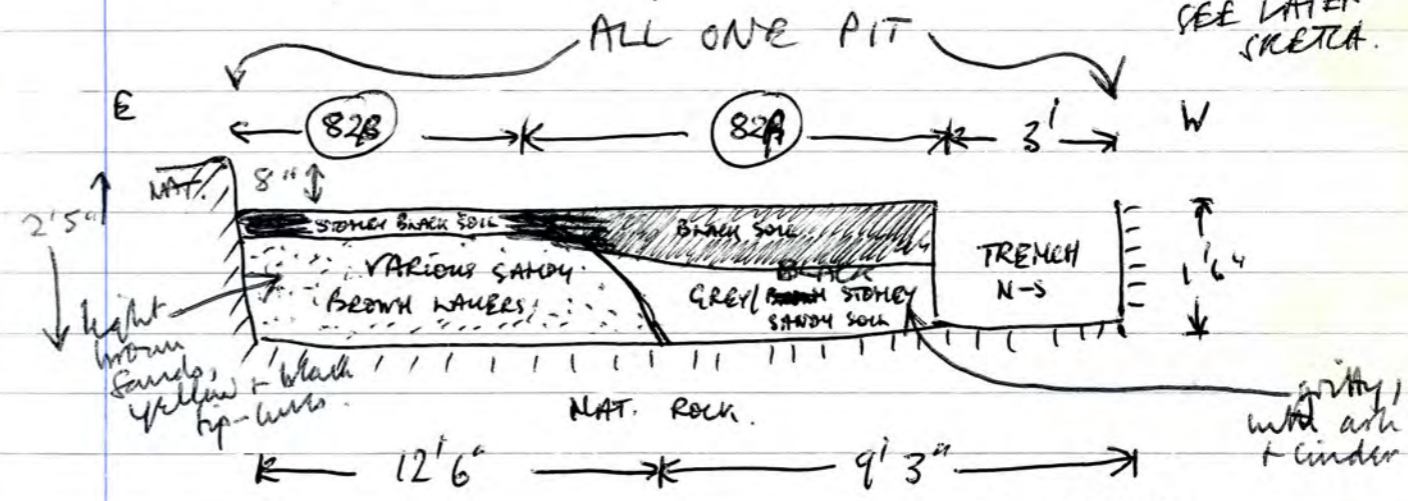 SEE LATER
SKETCH.
ALL ONE PIT
E
82B
82A
3'
W
NAT.
8"
2'5"
STONEY BLACK SOIL
BLACK SOIL
VARIOUS SANDY
BROWN LAYERS
BLACK
GREY/BROWN STONEY
SANDY SOIL
TRENCH
N-S
1'6"
light
brown
sands,
yellow + black
tip-lines.
NAT. ROCK.
gritty,
with ash
+ cinder
12'6"
9'3"